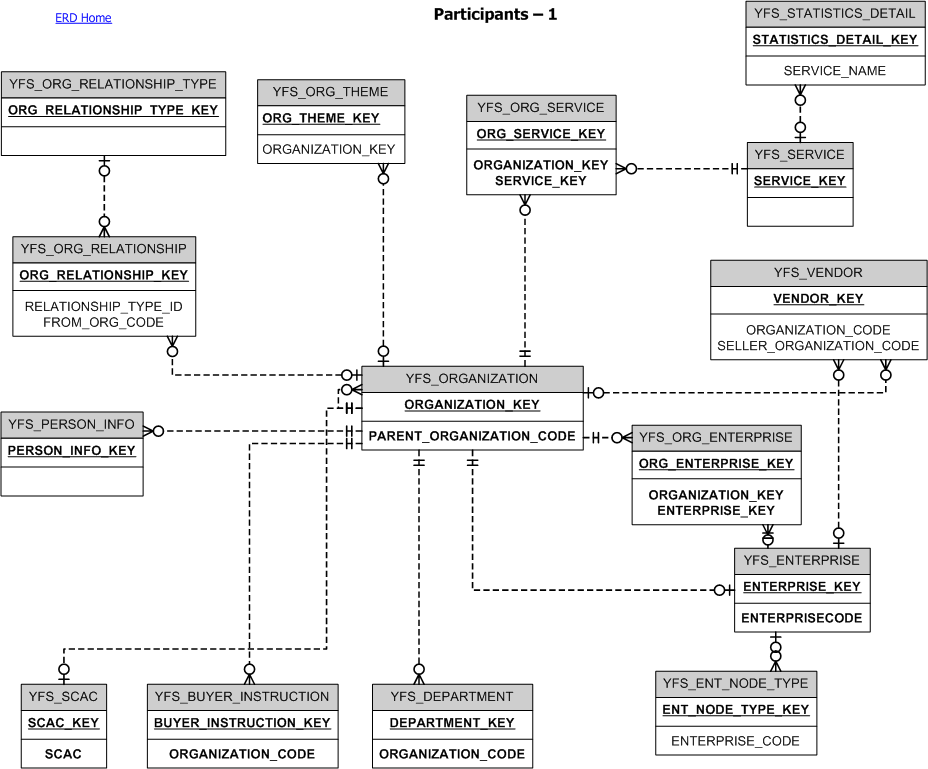 ERD Home
Participants – 1
YFS_STATISTICS_DETAIL
STATISTICS_DETAIL_KEY
SERVICE_NAME
YFS_ORG_RELATIONSHIP_TYPE
ORG_RELATIONSHIP_TYPE_KEY
YFS_ORG_THEME
ORG_THEME_KEY
ORGANIZATION_KEY
YFS_ORG_SERVICE
ORG_SERVICE_KEY
ORGANIZATION_KEY
SERVICE_KEY
YFS_SERVICE
SERVICE_KEY
YFS_ORG_RELATIONSHIP
ORG_RELATIONSHIP_KEY
RELATIONSHIP_TYPE_ID
FROM_ORG_CODE
YFS_VENDOR
VENDOR_KEY
ORGANIZATION_CODE
SELLER_ORGANIZATION_CODE
YFS_ORGANIZATION
ORGANIZATION_KEY
PARENT_ORGANIZATION_CODE
YFS_PERSON_INFO
PERSON_INFO_KEY
YFS_ORG_ENTERPRISE
ORG_ENTERPRISE_KEY
ORGANIZATION_KEY
ENTERPRISE_KEY
YFS_ENTERPRISE
ENTERPRISE_KEY
ENTERPRISECODE
YFS_SCAC
SCAC_KEY
SCAC
YFS_BUYER_INSTRUCTION
BUYER_INSTRUCTION_KEY
ORGANIZATION_CODE
YFS_DEPARTMENT
DEPARTMENT_KEY
ORGANIZATION_CODE
YFS_ENT_NODE_TYPE
ENT_NODE_TYPE_KEY
ENTERPRISE_CODE